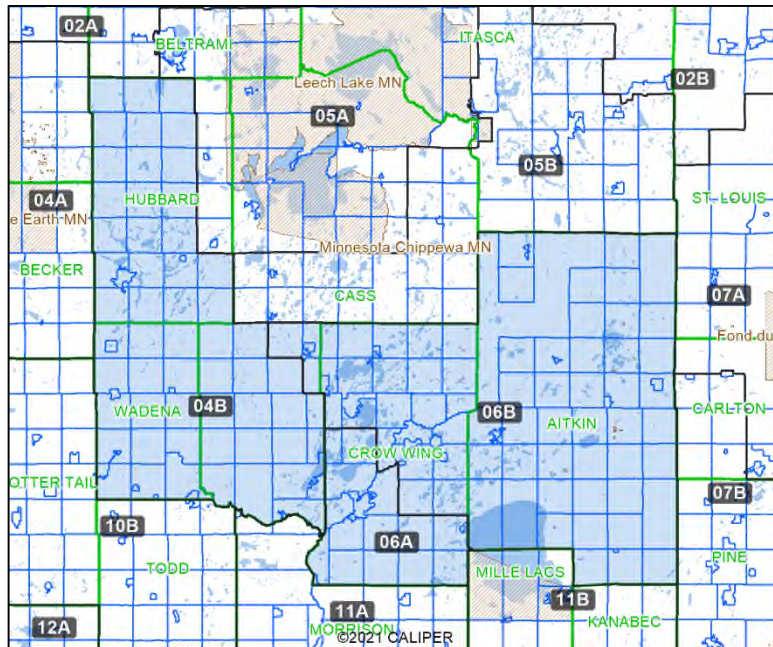 02A
BELTRAMI
ITASCA
Leech Lake MN
02B
05A
05B
04A
HUBBARD
ST. LOUIS
e Earth MN
Minnesota Chippewa MN
BECKER
CASS
07A
Fond du
WADENA
04B
06B
AITKIN
CARLTON
CROW WING
OTTER TAIL
07B
10B
06A
TODD
MILLE LACS
PINE
11A
11B
KANABEC
12A
MORRISON
©2021 CALIPER